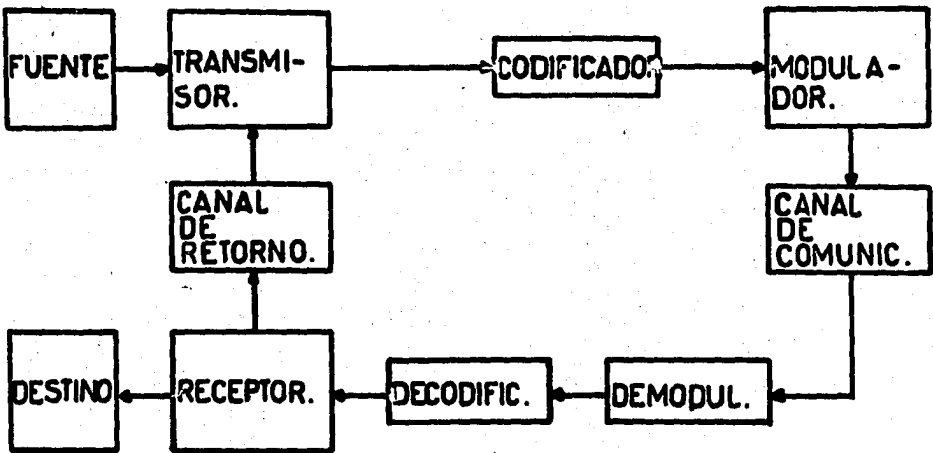 FUENTE
TRANSMI-
SOR.
CODIFICADO.
MODULA-
DOR.
CANAL
DE
RETORNO.
CANAL
DE
COMUNIC.
DESTINO
RECEPTOR.
DECODIFIC.
DEMODUL.